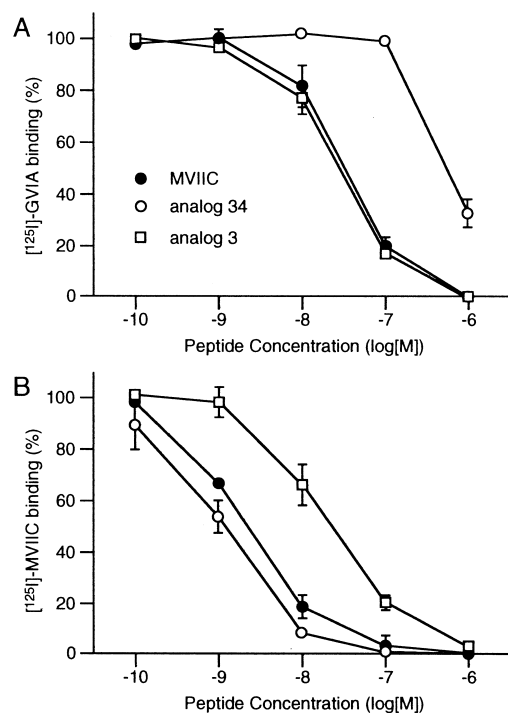 A
[125I]-GVIA binding (%)
100
80
60
40
20
0
MVIIC
analog 34
analog 3
-10 -9 -8 -7 -6
Peptide Concentration (log[M])
B
[125I]-MVIIC binding (%)
100
80
60
40
20
0
-10 -9 -8 -7 -6
Peptide Concentration (log[M])